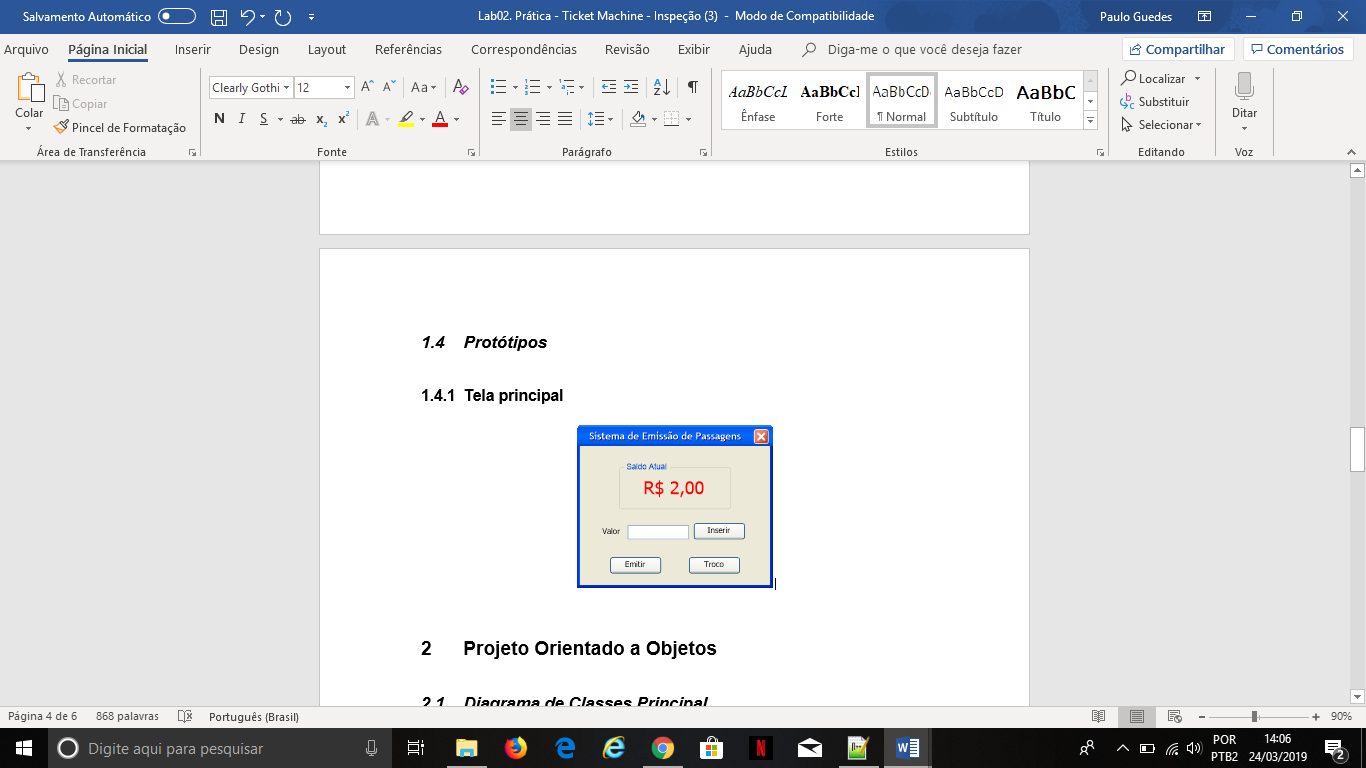 Salvamento Automático
Lab02. Prática - Ticket Machine - Inspeção (3) - Modo de Compatibilidade
Paulo Guedes
Arquivo Página Inicial Inserir Design Layout Referências Correspondências Revisão Exibir Ajuda Diga-me o que você deseja fazer Compartilhar Comentários
Colar
Recortar
Copiar
Pincel de Formatação
Área de Transferência
Clearly Gothi 12
N I S ab x₂ x² A A
Fonte
Parágrafo
AaBbCcL AaBbCcl AaBbCcD AaBbCcD AaBbC
Ênfase Forte ¶ Normal Subtítulo Título
Estilos
Localizar
Substituir
Selecionar
Editando
Ditar
Voz
1.4 Protótipos
1.4.1 Tela principal
Sistema de Emissão de Passagens
Saldo Atual
R$ 2,00
Valor Inserir
Emitir Troco
2 Projeto Orientado a Objetos
2.1 Diagrama de Classes Principal
Página 4 de 6 868 palavras Português (Brasil) 90%
Digite aqui para pesquisar
POR
PTB2
14:06
24/03/2019
2